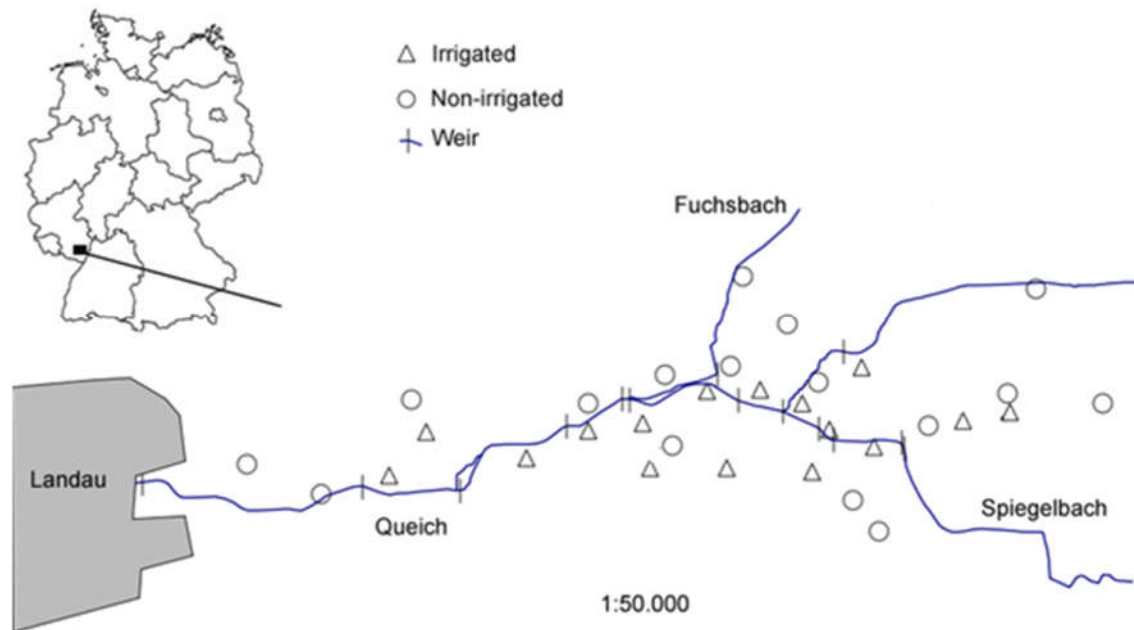 Irrigated
Non-irrigated
Weir
Fuchsbach
Landau
Queich
Spiegelbach
1:50.000